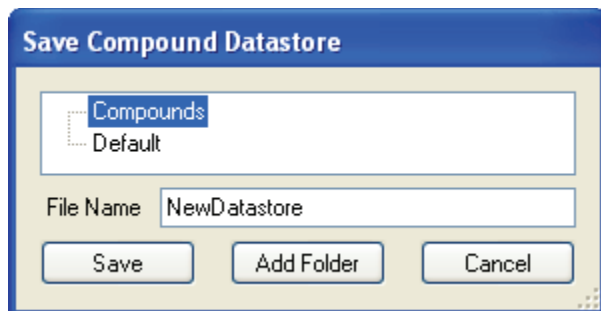 Save Compound Datastore
Compounds
Default
File Name NewDatastore
Save Add Folder Cancel